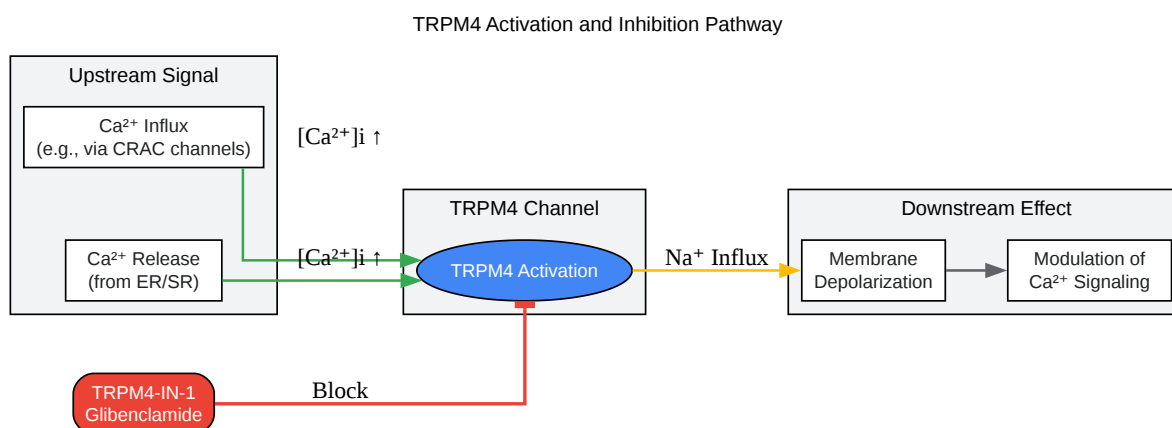 TRPM4 Activation and Inhibition Pathway
Upstream Signal
Ca²⁺ Influx
(e.g., via CRAC channels)
[Ca²⁺]i ↑
TRPM4 Channel
Downstream Effect
Ca²⁺ Release
(from ER/SR)
[Ca²⁺]i ↑
TRPM4 Activation
Na⁺ Influx
Membrane
Depolarization
Modulation of
Ca²⁺ Signaling
TRPM4-IN-1
Glibenclamide
Block